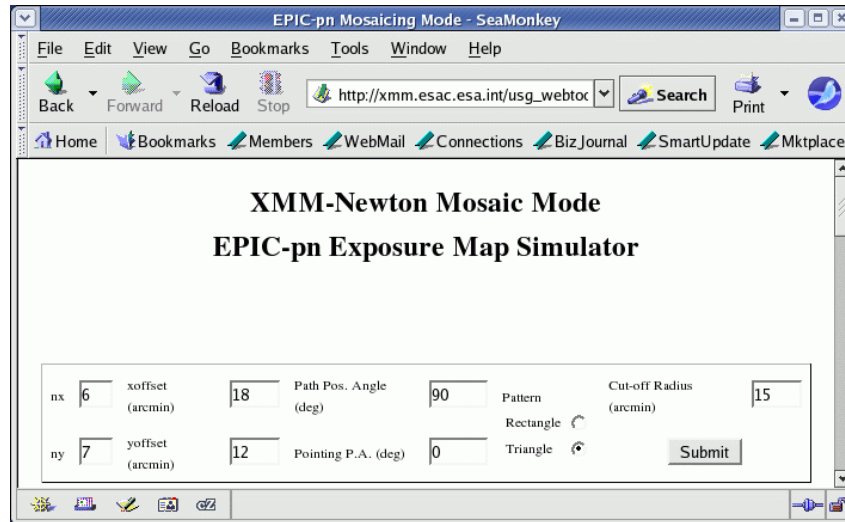 EPIC-pn Mosaicing Mode - SeaMonkey
File Edit View Go Bookmarks Tools Window Help
http://xmm.esac.esa.int/usg_webtoo Search
Back Forward Reload Stop Print
Home Bookmarks Members WebMail Connections BizJournal SmartUpdate Mktplace
XMM-Newton Mosaic Mode
EPIC-pn Exposure Map Simulator
nx 6 xoffset (arcmin) 18 Path Pos. Angle (deg) 90 Pattern Cut-off Radius (arcmin) 15
Rectangle
ny 7 yoffset (arcmin) 12 Pointing P.A. (deg) 0 Triangle Submit